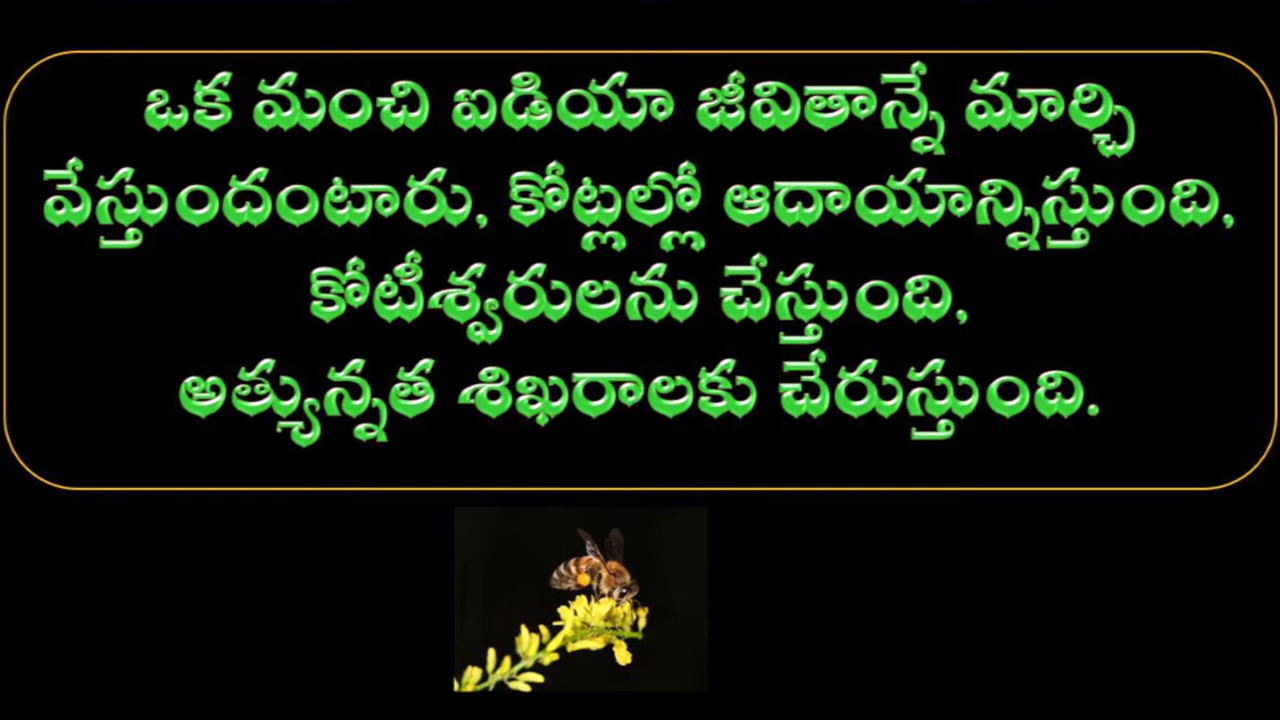 ఒక మంచి ఐడియా జీవితాన్నే మార్ఛి
వేస్తుందంటారు, కోట్లల్లో ఆదాయాన్నిస్తుంది,
కోటీశ్వరులను చేస్తుంది,
అత్యున్నత శిఖరాలకు చేరుస్తుంది.